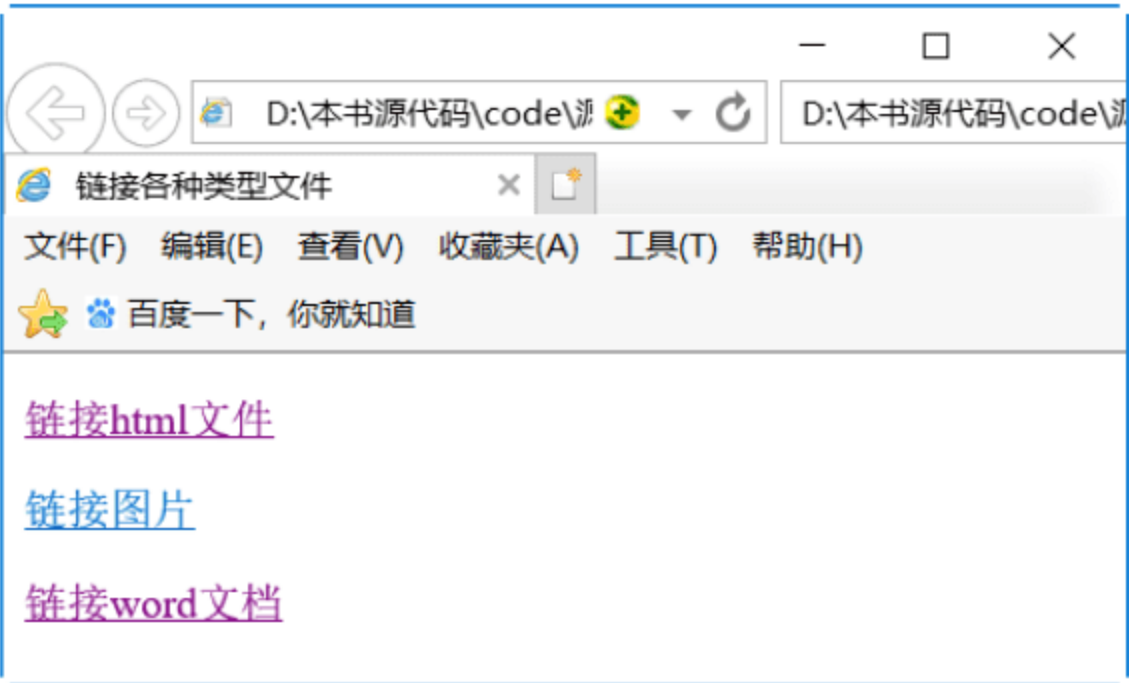 D:\本书源代码\code\源 D:\本书源代码\code\源
链接各种类型文件
文件(F) 编辑(E) 查看(V) 收藏夹(A) 工具(T) 帮助(H)
百度一下，你就知道
链接html文件
链接图片
链接word文档